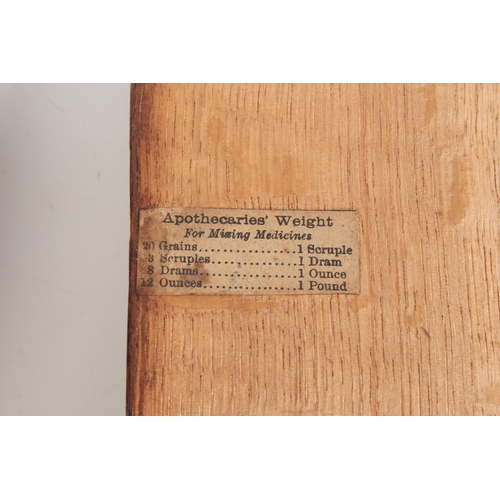 Apothecaries' Weight
For Mixing Medicines
20 Grains.................1 Scruple
3 Scruples...............1 Dram
8 Drams.................1 Ounce
12 Ounces................1 Pound